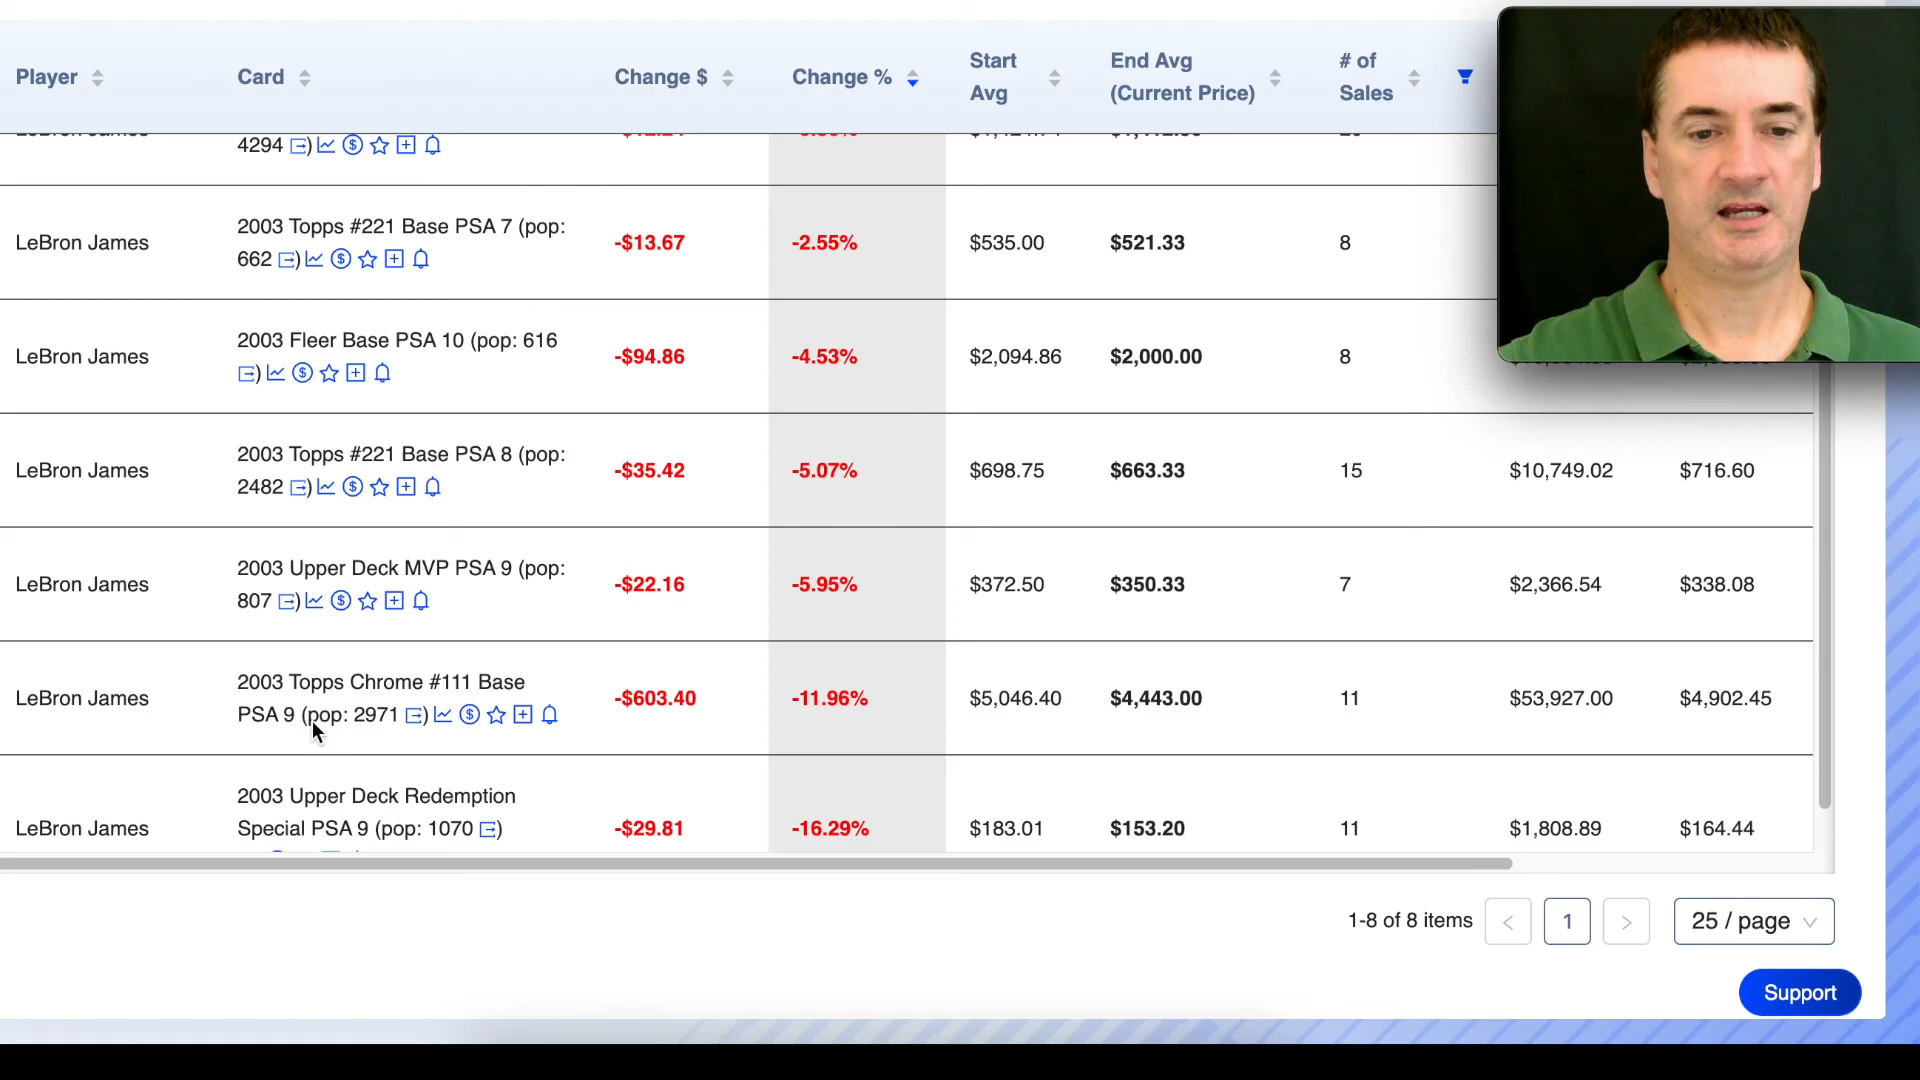 Player Card Change $ Change % Start Avg End Avg (Current Price) # of Sales
4294
LeBron James 2003 Topps #221 Base PSA 7 (pop: 662) -$13.67 -2.55% $535.00 $521.33 8
LeBron James 2003 Fleer Base PSA 10 (pop: 616) -$94.86 -4.53% $2,094.86 $2,000.00 8
LeBron James 2003 Topps #221 Base PSA 8 (pop: 2482) -$35.42 -5.07% $698.75 $663.33 15 $10,749.02 $716.60
LeBron James 2003 Upper Deck MVP PSA 9 (pop: 807) -$22.16 -5.95% $372.50 $350.33 7 $2,366.54 $338.08
LeBron James 2003 Topps Chrome #111 Base PSA 9 (pop: 2971) -$603.40 -11.96% $5,046.40 $4,443.00 11 $53,927.00 $4,902.45
LeBron James 2003 Upper Deck Redemption Special PSA 9 (pop: 1070) -$29.81 -16.29% $183.01 $153.20 11 $1,808.89 $164.44
1-8 of 8 items < 1 > 25 / page
Support